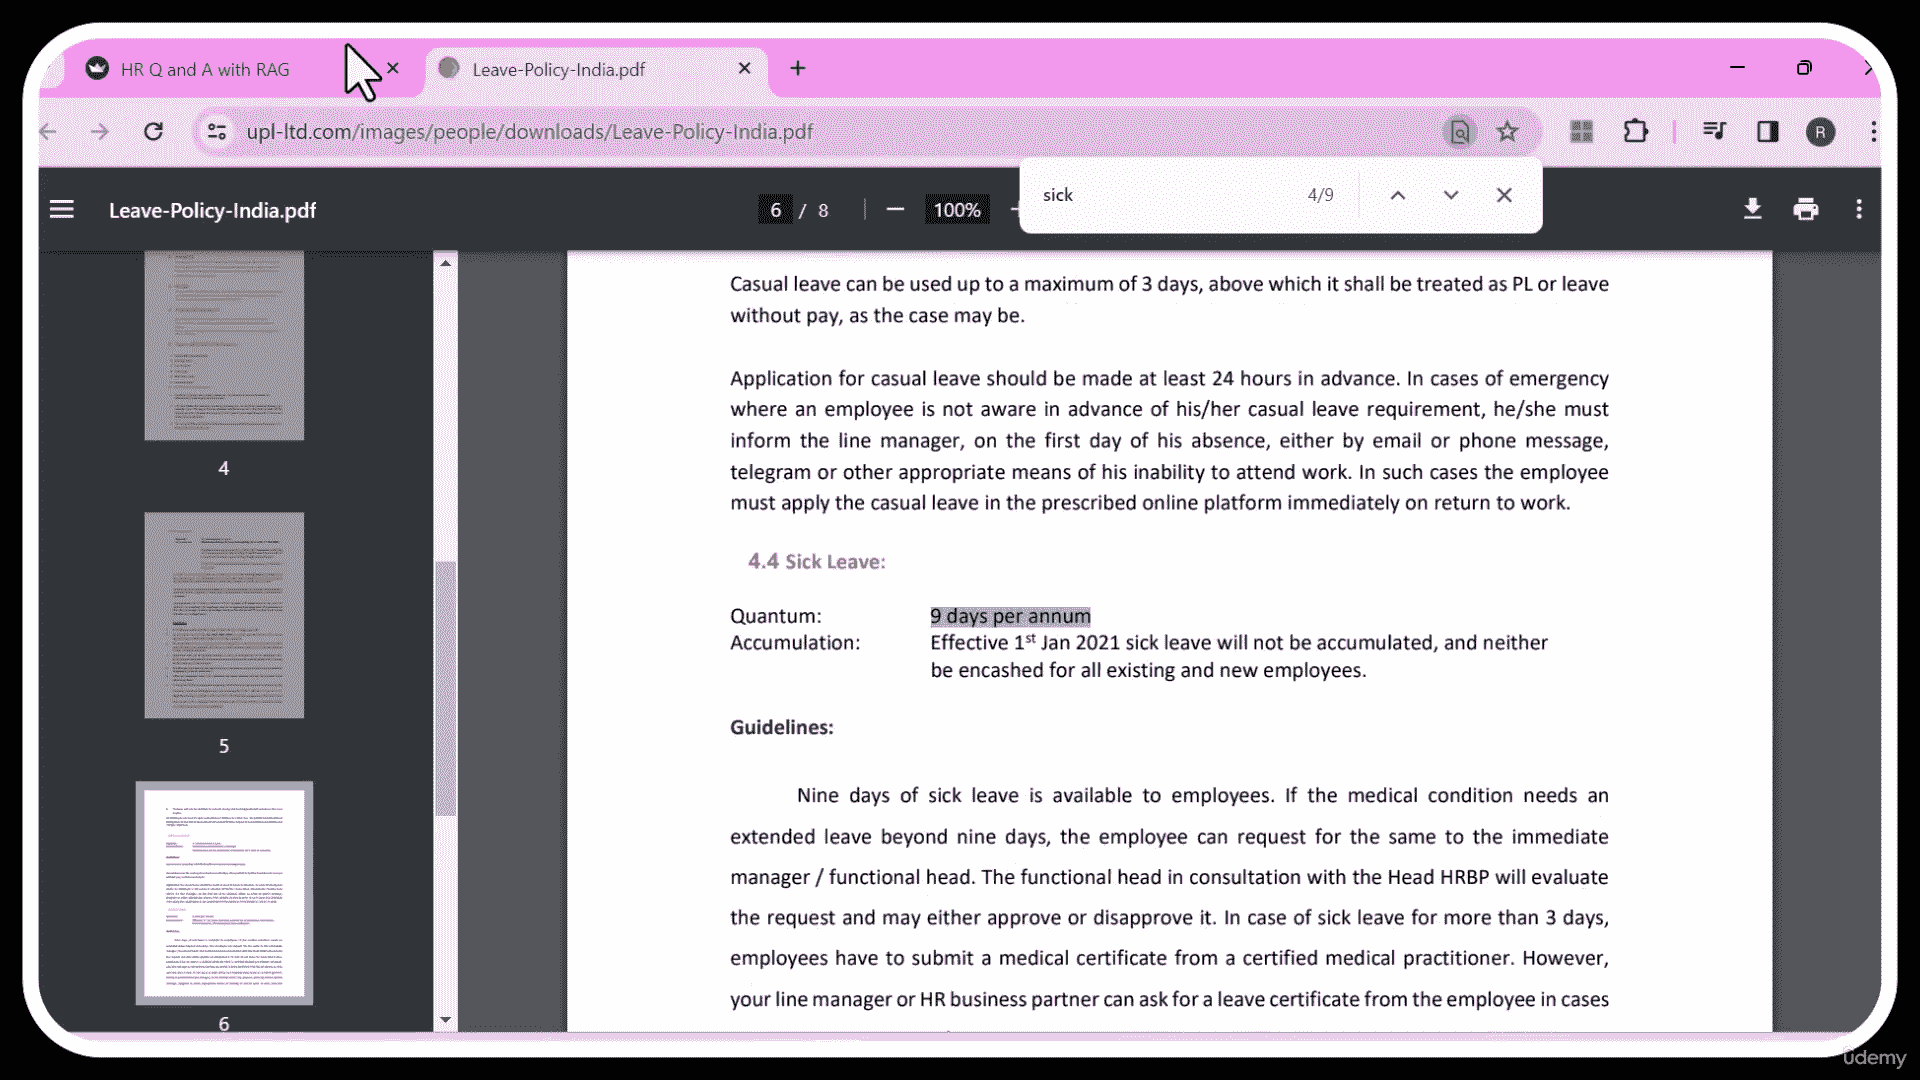 HR Q and A with RAG
Leave-Policy-India.pdf
upl-ltd.com/images/people/downloads/Leave-Policy-India.pdf
R
sick 4/9
Leave-Policy-India.pdf
6 / 8
100%
4
5
6
Casual leave can be used up to a maximum of 3 days, above which it shall be treated as PL or leave
without pay, as the case may be.
Application for casual leave should be made at least 24 hours in advance. In cases of emergency
where an employee is not aware in advance of his/her casual leave requirement, he/she must
inform the line manager, on the first day of his absence, either by email or phone message,
telegram or other appropriate means of his inability to attend work. In such cases the employee
must apply the casual leave in the prescribed online platform immediately on return to work.
4.4 Sick Leave:
Quantum: 9 days per annum
Accumulation: Effective 1st Jan 2021 sick leave will not be accumulated, and neither
be encashed for all existing and new employees.
Guidelines:
Nine days of sick leave is available to employees. If the medical condition needs an
extended leave beyond nine days, the employee can request for the same to the immediate
manager / functional head. The functional head in consultation with the Head HRBP will evaluate
the request and may either approve or disapprove it. In case of sick leave for more than 3 days,
employees have to submit a medical certificate from a certified medical practitioner. However,
your line manager or HR business partner can ask for a leave certificate from the employee in cases
ûdemy